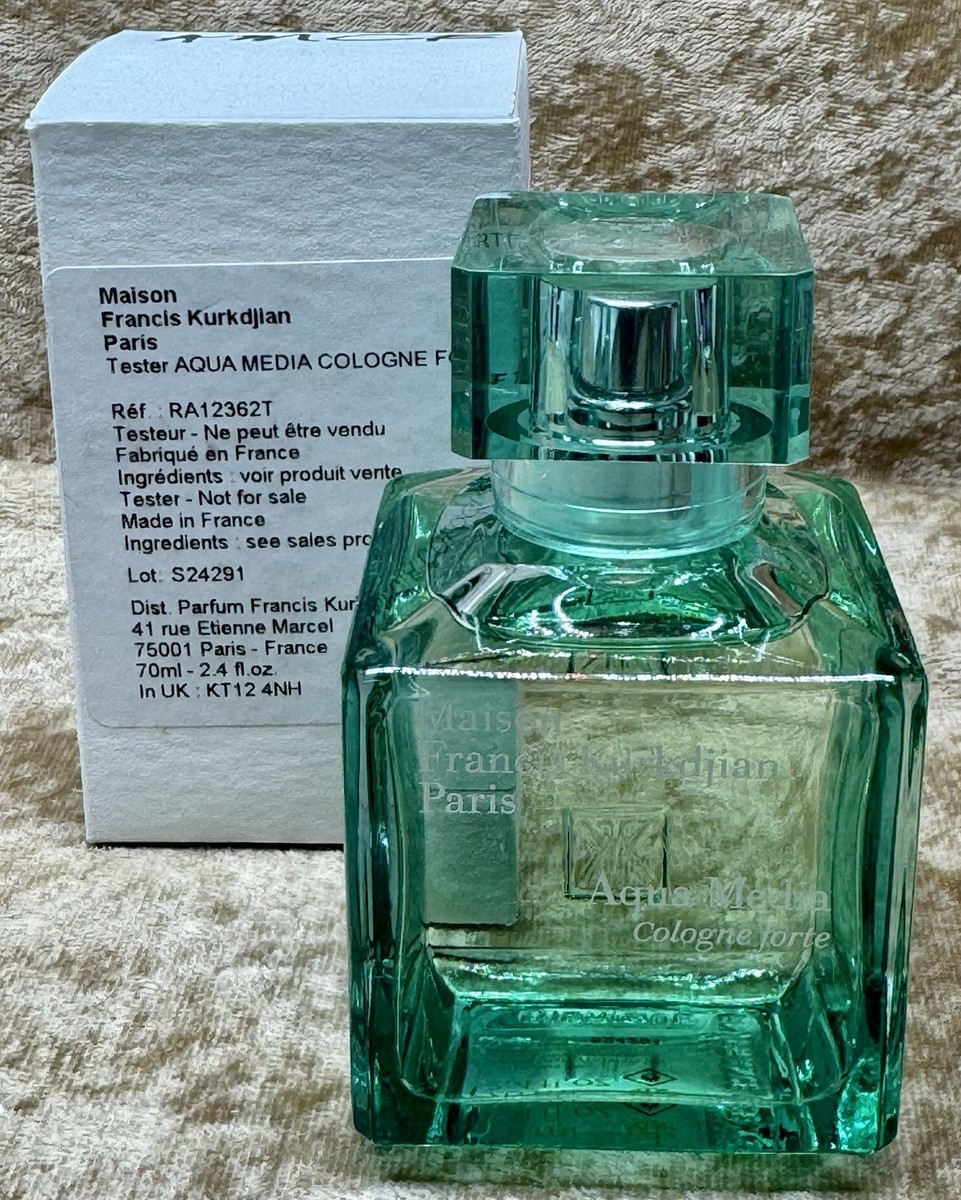 Maison
Francis Kurkdjian
Paris
Tester AQUA MEDIA COLOGNE
Réf. : RA12362T
Testeur - Ne peut être vendu
Fabriqué en France
Ingrédients : voir produit vente
Tester - Not for sale
Made in France
Ingredients : see sales
Lot. S24291
Dist. Parfum Francis
41 rue Etienne Marcel
75001 Paris - France
70ml - 2.4 fl.oz.
In UK : KT12 4NH
Maison
Francis Kurkdjian
Paris
Aqua Media
Cologne forte